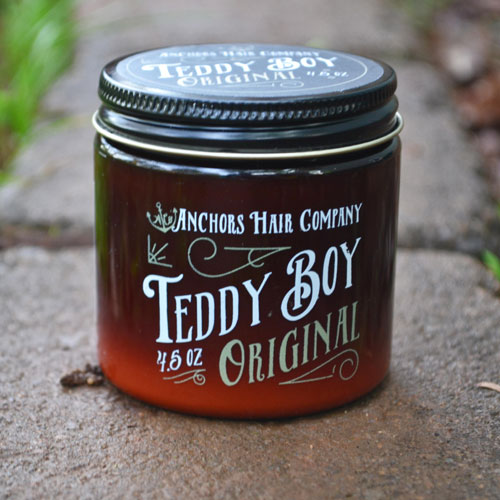 Anchors Hair Company
Teddy Boy
Original 4.5 oz
Anchors Hair Company
Teddy Boy
4.5 oz Original